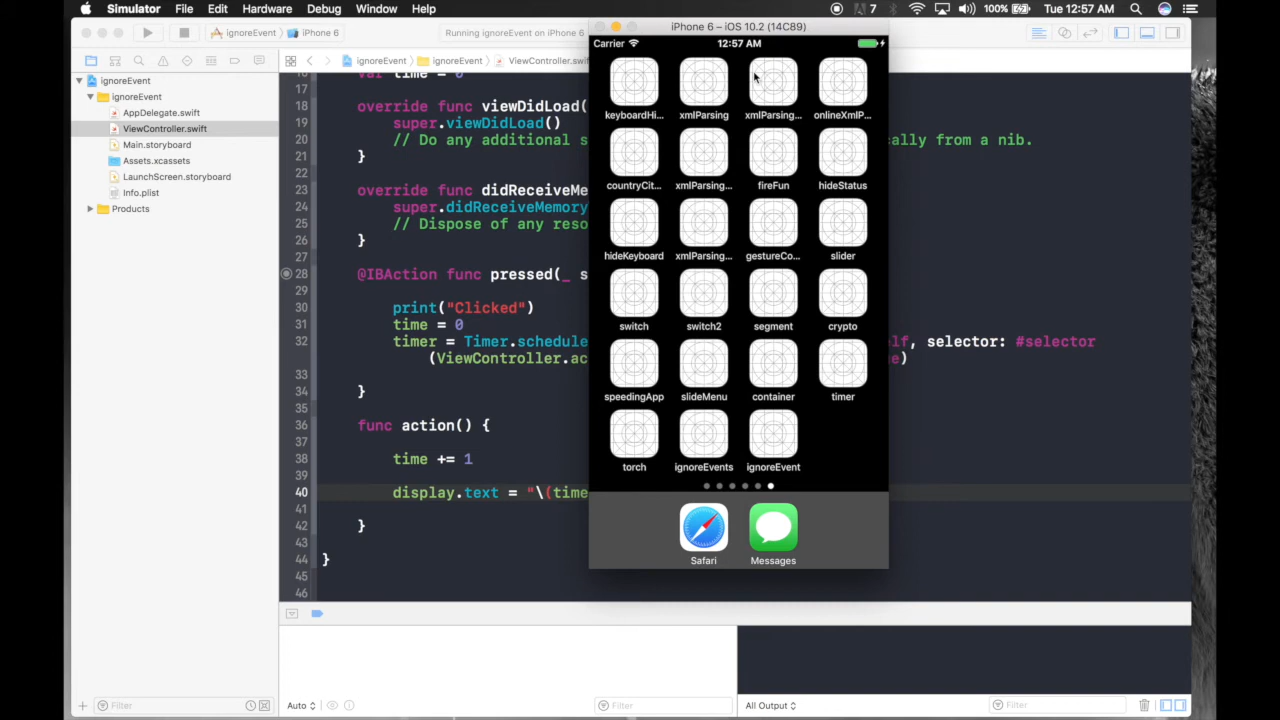 Simulator File Edit Hardware Debug Window Help 7 100% Tue 12:57 AM
ignoreEvent iPhone 6 Running ignoreEvent on iPhone 6
iPhone 6 – iOS 10.2 (14C89)
ignoreEvent ignoreEvent ViewController.swift
ignoreEvent
ignoreEvent
AppDelegate.swift
ViewController.swift
Main.storyboard
Assets.xcassets
LaunchScreen.storyboard
Info.plist
Products
16 var time = 0
17
18 override func viewDidLoad(
19 super.viewDidLoad()
20 // Do any additional s cally from a nib.
21 }
22
23 override func didReceiveMe
24 super.didReceiveMemory
25 // Dispose of any reso
26 }
27
28 @IBAction func pressed(_ s
29
30 print("Clicked")
31 time = 0
32 timer = Timer.schedule lf, selector: #selector
(ViewController.ac e)
33
34 }
35
36 func action() {
37
38 time += 1
39
40 display.text = "\(time
41
42 }
43
44 }
45
46
Carrier 12:57 AM
keyboardHi... xmlParsing xmlParsing... onlineXmlP...
countryCit... xmlParsing... fireFun hideStatus
hideKeyboard xmlParsing... gestureCo... slider
switch switch2 segment crypto
speedingApp slideMenu container timer
torch ignoreEvents ignoreEvent
Safari Messages
Filter Auto Filter All Output Filter